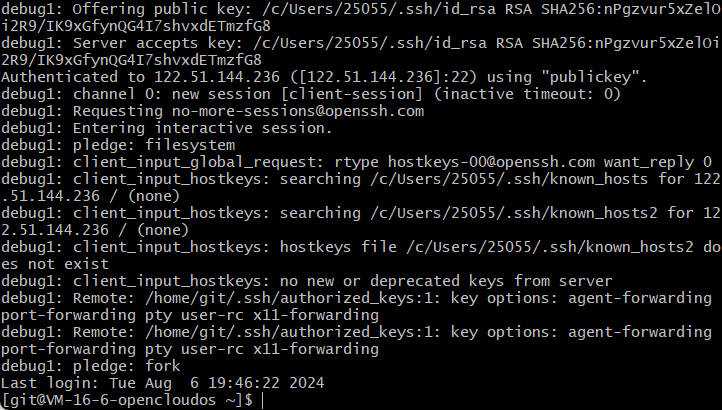 debug1: Offering public key: /c/Users/25055/.ssh/id_rsa RSA SHA256:nPgzvur5xZelO
i2R9/IK9xGfynQG4I7shvxdETmzfG8
debug1: Server accepts key: /c/Users/25055/.ssh/id_rsa RSA SHA256:nPgzvur5xZelOi
2R9/IK9xGfynQG4I7shvxdETmzfG8
Authenticated to 122.51.144.236 ([122.51.144.236]:22) using "publickey".
debug1: channel 0: new session [client-session] (inactive timeout: 0)
debug1: Requesting no-more-sessions@openssh.com
debug1: Entering interactive session.
debug1: pledge: filesystem
debug1: client_input_global_request: rtype hostkeys-00@openssh.com want_reply 0
debug1: client_input_hostkeys: searching /c/Users/25055/.ssh/known_hosts for 122
.51.144.236 / (none)
debug1: client_input_hostkeys: searching /c/Users/25055/.ssh/known_hosts2 for 12
2.51.144.236 / (none)
debug1: client_input_hostkeys: hostkeys file /c/Users/25055/.ssh/known_hosts2 do
es not exist
debug1: client_input_hostkeys: no new or deprecated keys from server
debug1: Remote: /home/git/.ssh/authorized_keys:1: key options: agent-forwarding
port-forwarding pty user-rc x11-forwarding
debug1: Remote: /home/git/.ssh/authorized_keys:1: key options: agent-forwarding
port-forwarding pty user-rc x11-forwarding
debug1: pledge: fork
Last login: Tue Aug  6 19:46:22 2024
[git@VM-16-6-opencloudos ~]$